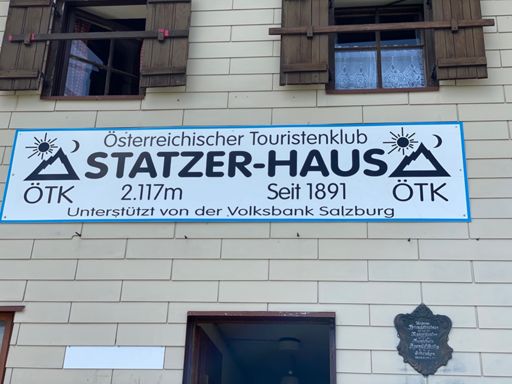 Österreichischer Touristenklub
STATZER-HAUS
ÖTK 2.117m Seit 1891 ÖTK
Unterstützt von der Volksbank Salzburg